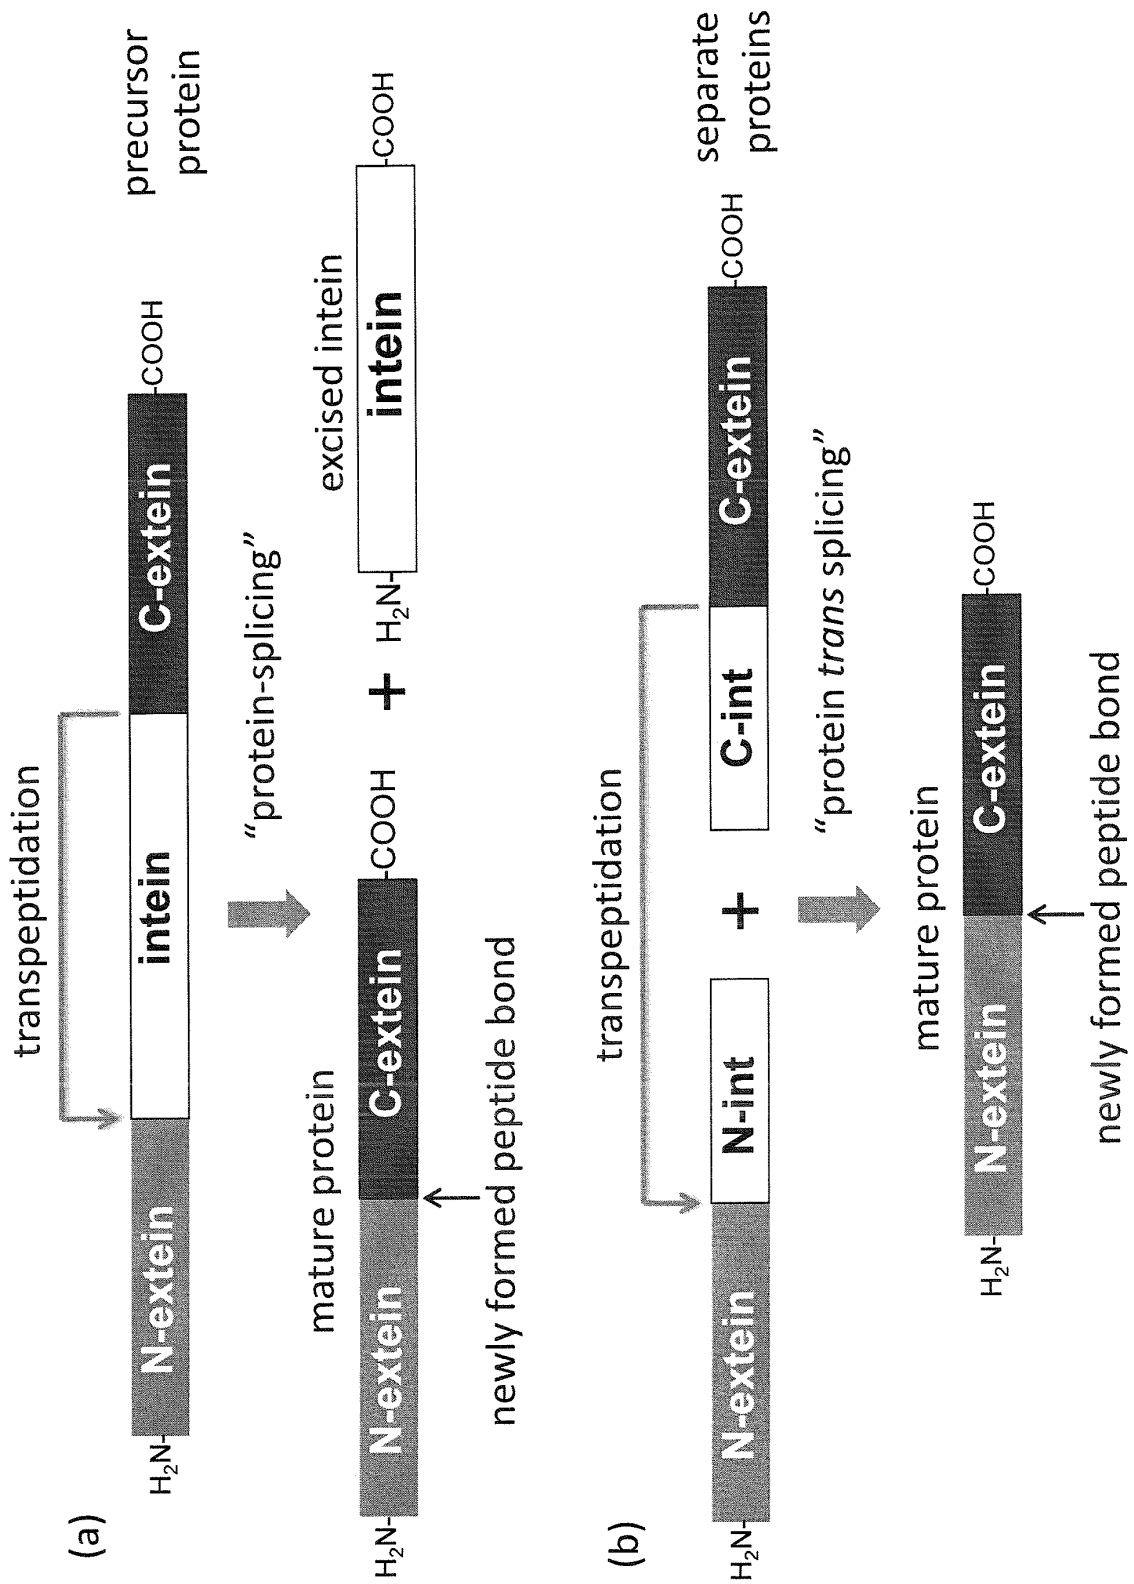 (a)
transpeptidation
H₂N-
N-extein
intein
C-extein
-COOH
precursor
protein
"protein-splicing"
mature protein
excised intein
H₂N-
N-extein
C-extein
-COOH
+
H₂N-
intein
-COOH
newly formed peptide bond
(b)
transpeptidation
H₂N-
N-extein
N-int
+
C-int
C-extein
-COOH
separate
proteins
"protein trans splicing"
mature protein
H₂N-
N-extein
C-extein
-COOH
newly formed peptide bond